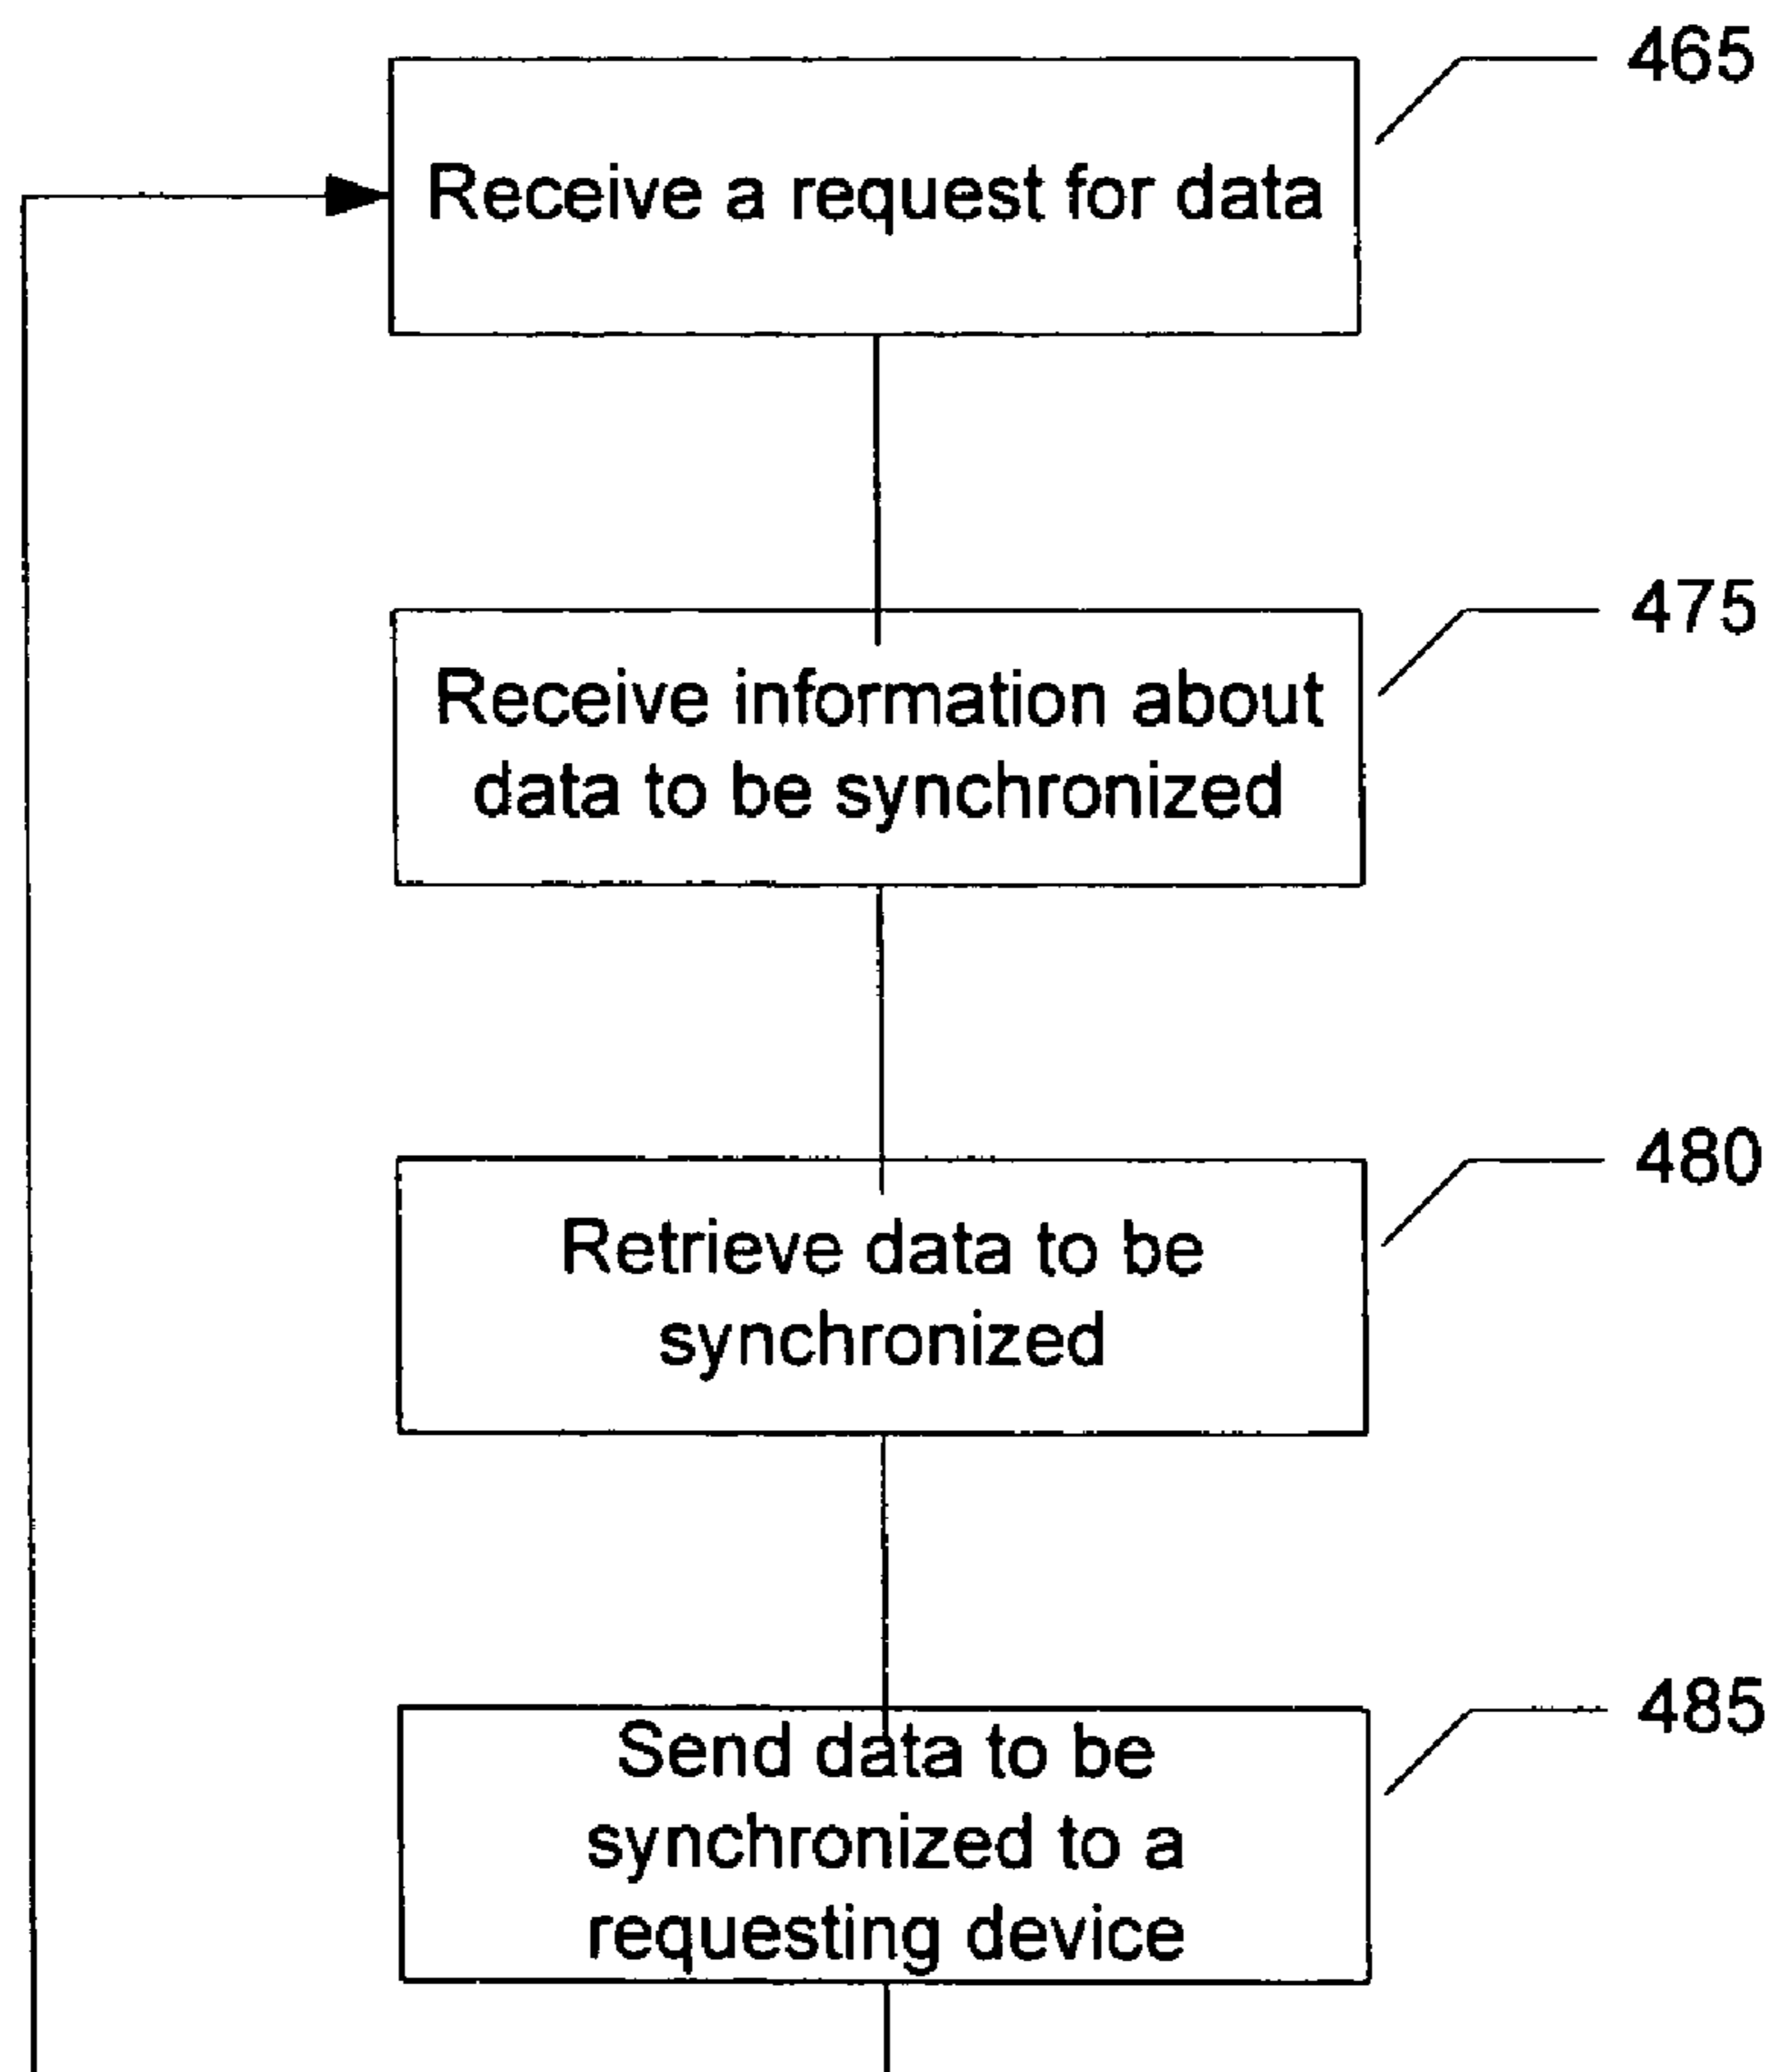 465
Receive a request for data
475
Receive information about
data to be synchronized
480
Retrieve data to be
synchronized
485
Send data to be
synchronized to a
requesting device